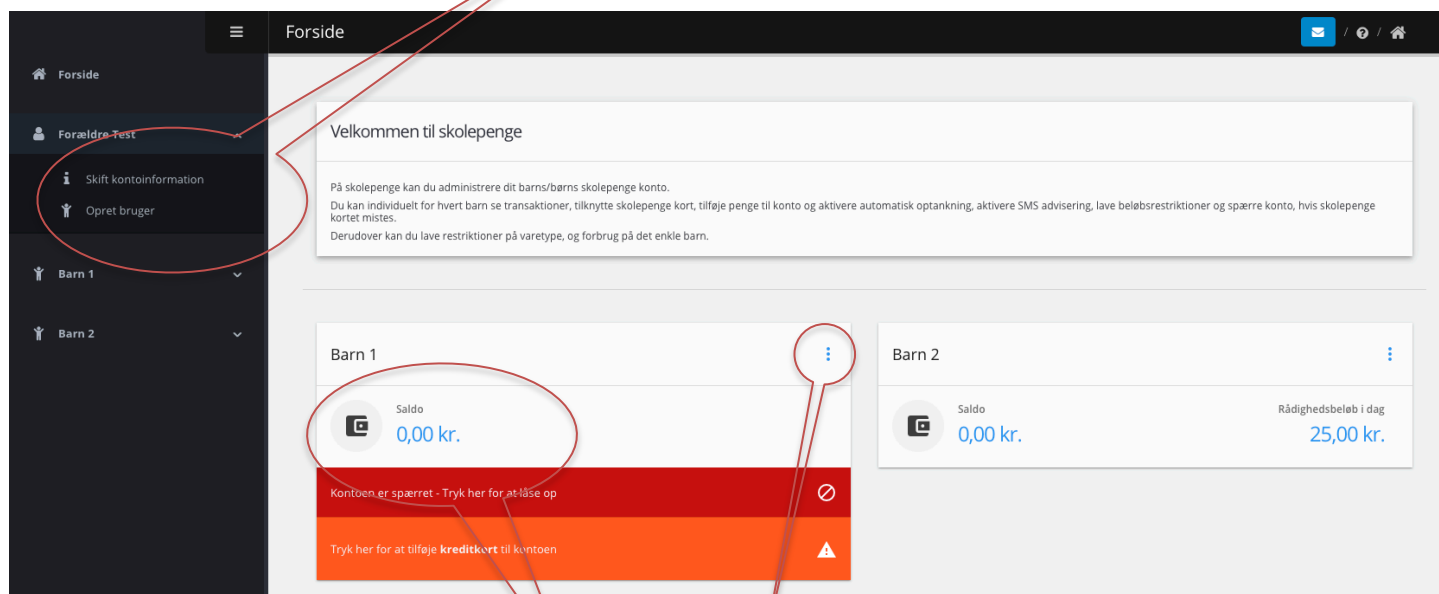 Forside
/ /
Forside
Forældre Test
Skift kontoinformation
Opret bruger
Barn 1
Barn 2
Velkommen til skolepenge
På skolepenge kan du administrere dit barns/børns skolepenge konto.
Du kan individuelt for hvert barn se transaktioner, tilknytte skolepenge kort, tilføje penge til konto og aktivere automatisk optankning, aktivere SMS advisering, lave beløbsrestriktioner og spærre konto, hvis skolepenge
kortet mistes.
Derudover kan du lave restriktioner på varetype, og forbrug på det enkle barn.
Barn 1
Saldo
0,00 kr.
Kontoen er spærret - Tryk her for at låse op
Tryk her for at tilføje kreditkort til kontoen
Barn 2
Saldo
0,00 kr.
Rådighedsbeløb i dag
25,00 kr.